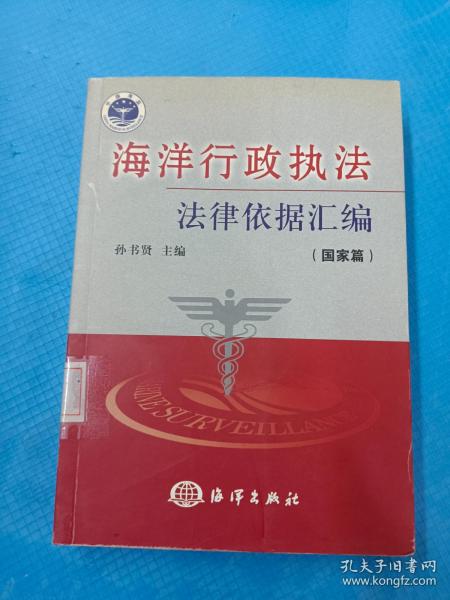 海洋行政执法
法律依据汇编
(国家篇)
孙书贤 主编
MARINE SURVEILLANCE
海洋出版社
孔夫子旧书网
www.kongfz.com